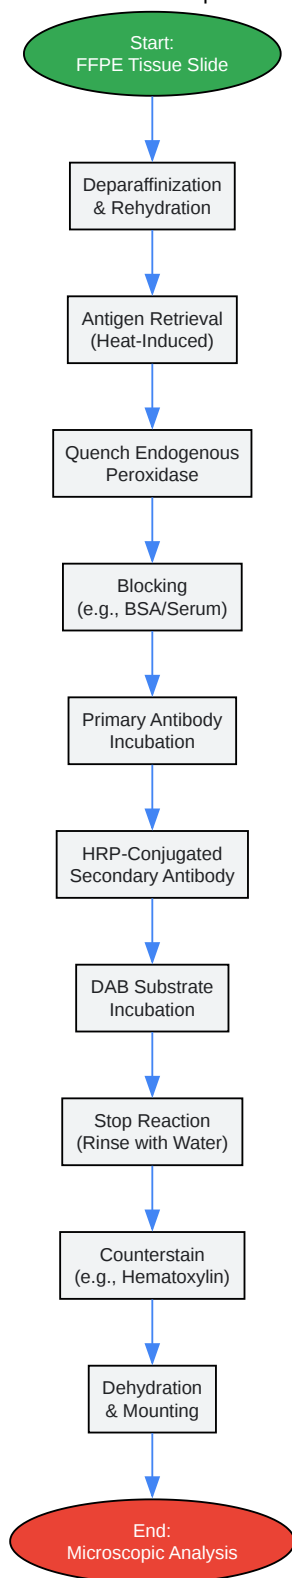 Start:
FFPE Tissue Slide
Deparaffinization
& Rehydration
Antigen Retrieval
(Heat-Induced)
Quench Endogenous
Peroxidase
Blocking
(e.g., BSA/Serum)
Primary Antibody
Incubation
HRP-Conjugated
Secondary Antibody
DAB Substrate
Incubation
Stop Reaction
(Rinse with Water)
Counterstain
(e.g., Hematoxylin)
Dehydration
& Mounting
End:
Microscopic Analysis